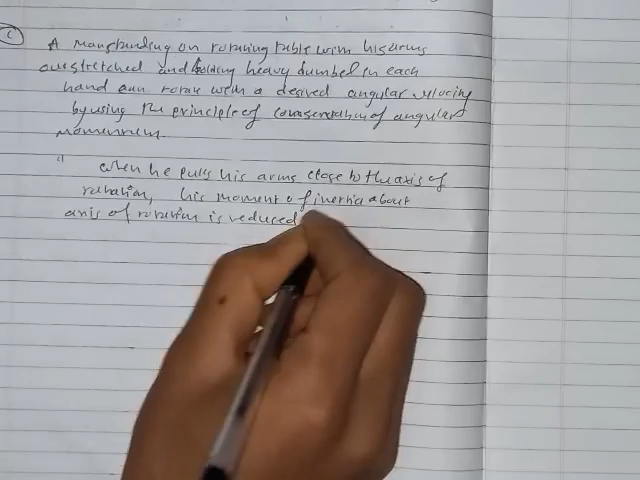 c
A man standing on rotating table with his arms
outstretched and holding heavy dumbel in each
hand can rotate with a desired angular velocity
by using the principle of conservation of angular
momentum.
i) when he pulls his arms close to the axis of
rotation, his moment of inertia about
axis of rotation is reduced